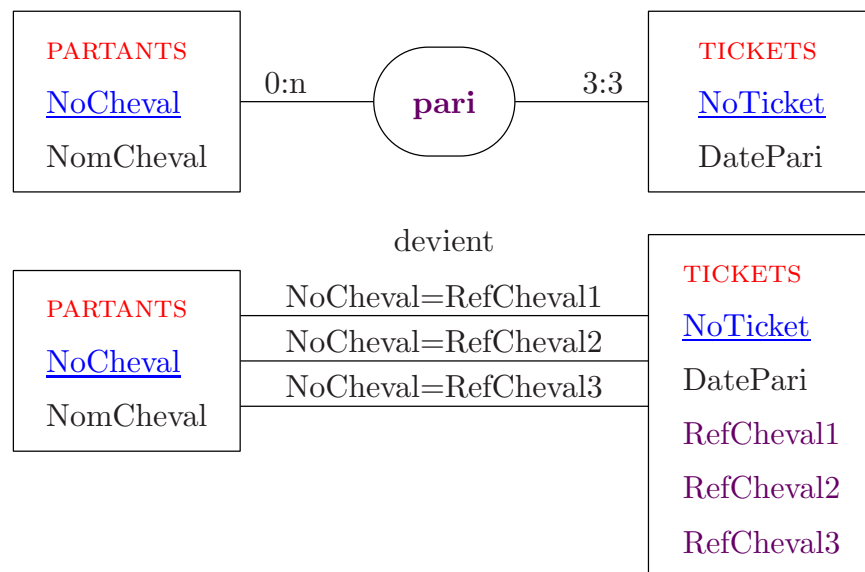 PARTANTS
NoCheval
NomCheval
0:n
pari
3:3
TICKETS
NoTicket
DatePari
devient
PARTANTS
NoCheval
NomCheval
NoCheval=RefCheval1
NoCheval=RefCheval2
NoCheval=RefCheval3
TICKETS
NoTicket
DatePari
RefCheval1
RefCheval2
RefCheval3